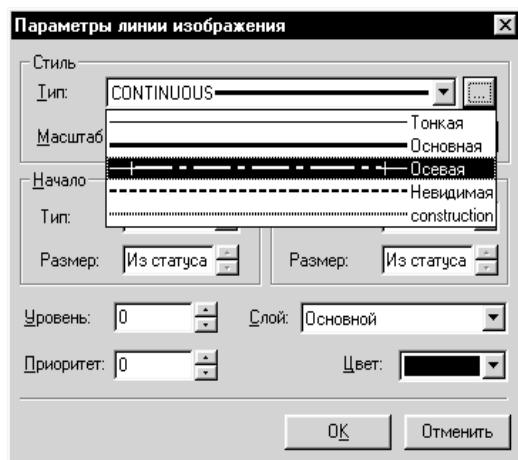 Параметры линии изображения
Стиль
Тип: CONTINUOUS ...
Масштаб
Тонкая
Основная
Осевая
Невидимая
construction
Начало
Тип:
Размер: Из статуса Размер: Из статуса
Уровень: 0 Слой: Основной
Приоритет: 0 Цвет:
OK Отменить